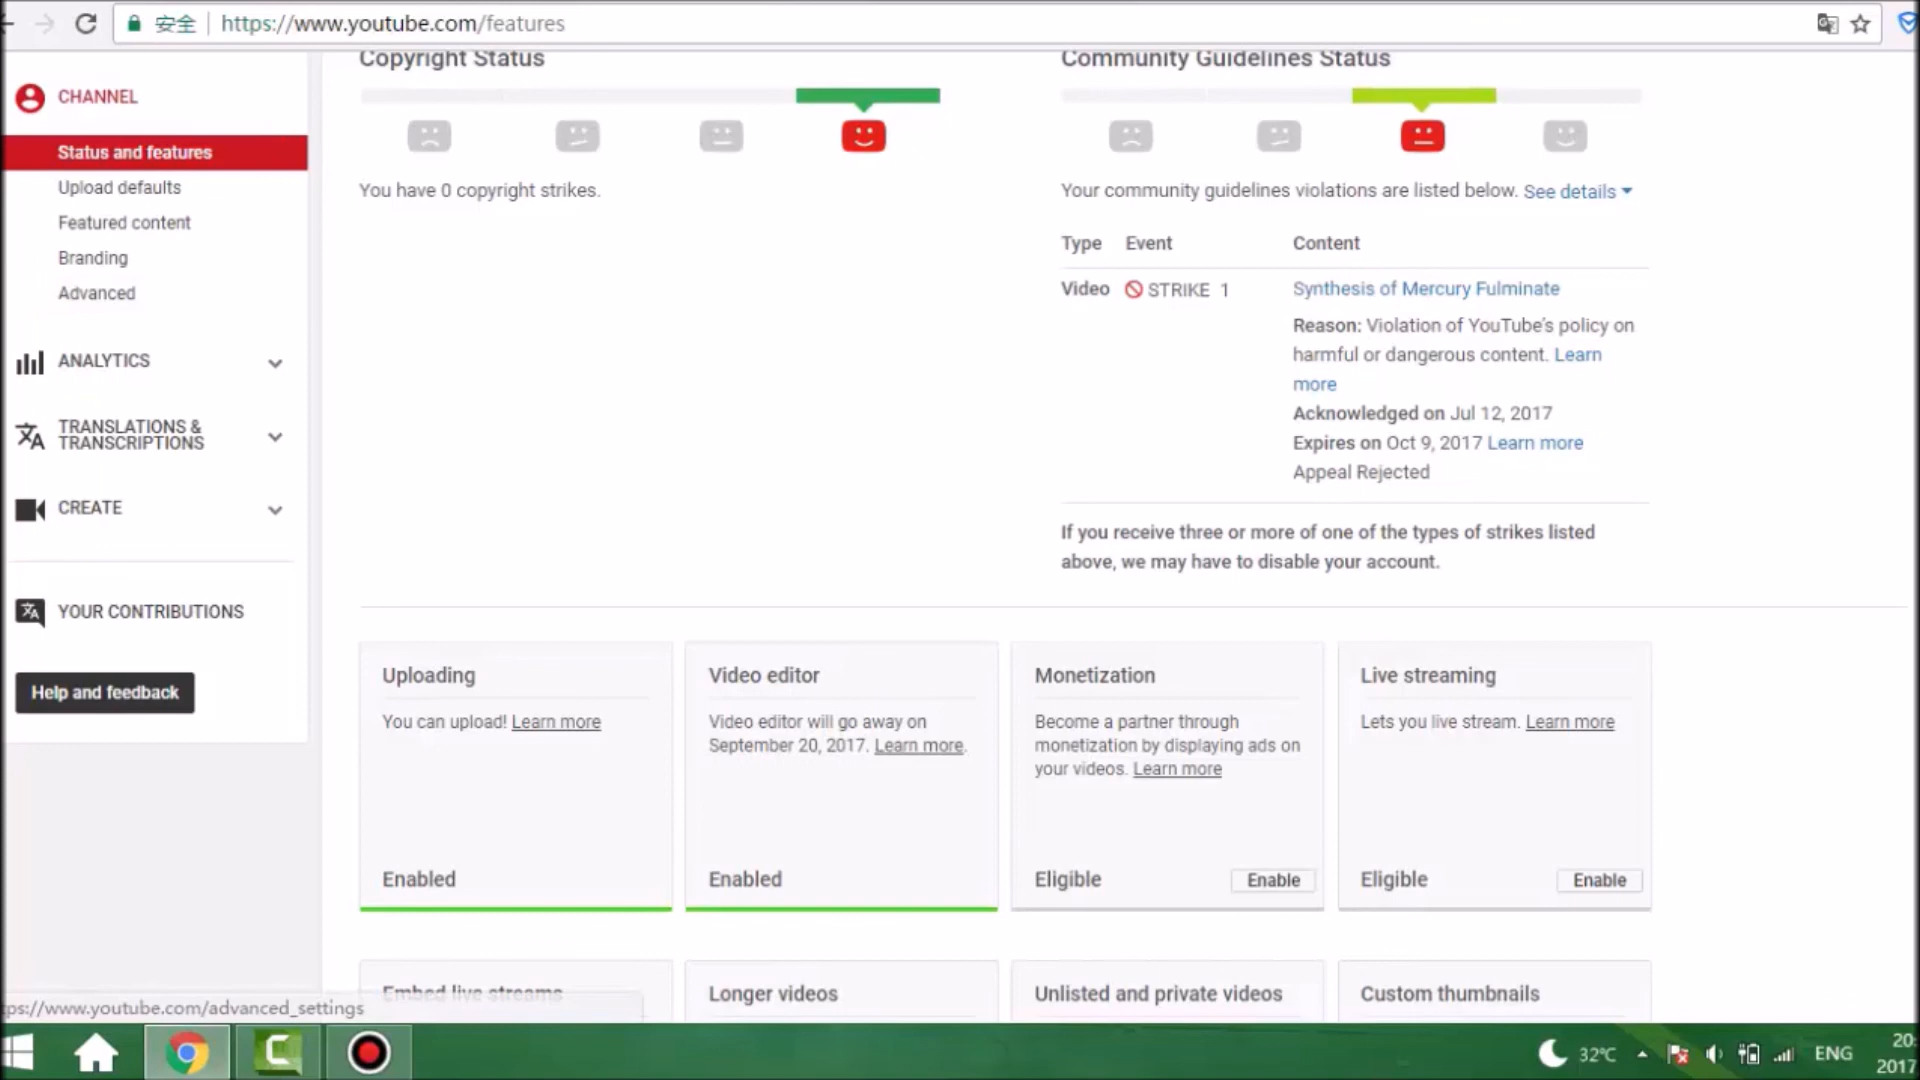 安全 https://www.youtube.com/features
CHANNEL
Status and features
Upload defaults
Featured content
Branding
Advanced
ANALYTICS
TRANSLATIONS &
TRANSCRIPTIONS
CREATE
YOUR CONTRIBUTIONS
Help and feedback
Copyright Status
You have 0 copyright strikes.
Community Guidelines Status
Your community guidelines violations are listed below. See details
Type Event Content
Video STRIKE 1 Synthesis of Mercury Fulminate
Reason: Violation of YouTube's policy on
harmful or dangerous content. Learn
more
Acknowledged on Jul 12, 2017
Expires on Oct 9, 2017 Learn more
Appeal Rejected
If you receive three or more of one of the types of strikes listed
above, we may have to disable your account.
Uploading
You can upload! Learn more
Enabled
Video editor
Video editor will go away on
September 20, 2017. Learn more.
Enabled
Monetization
Become a partner through
monetization by displaying ads on
your videos. Learn more
Eligible Enable
Live streaming
Lets you live stream. Learn more
Eligible Enable
Embed live streams
Longer videos
Unlisted and private videos
Custom thumbnails
ps://www.youtube.com/advanced_settings
32℃ ENG 20
2017